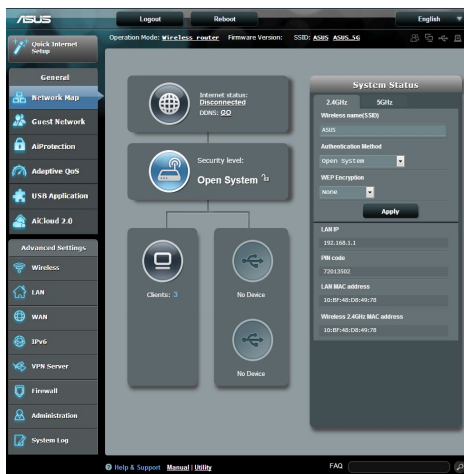 ASUS
Logout
Reboot
English
Quick Internet Setup
Operation Mode: Wireless router Firmware Version: SSID: ASUS ASUS_5G
General
Network Map
Guest Network
AiProtection
Adaptive QoS
USB Application
AiCloud 2.0
Advanced Settings
Wireless
LAN
WAN
IPv6
VPN Server
Firewall
Administration
System Log
Internet status:
Disconnected
DDNS: GO
Security level:
Open System
Clients: 3
No Device
No Device
System Status
2.4GHz 5GHz
Wireless name(SSID)
ASUS
Authentication Method
Open System
WEP Encryption
None
Apply
LAN IP
192.168.1.1
PIN code
72013502
LAN MAC address
10:BF:48:D8:49:78
Wireless 2.4GHz MAC address
10:BF:48:D8:49:78
Help & Support Manual | Utility
FAQ